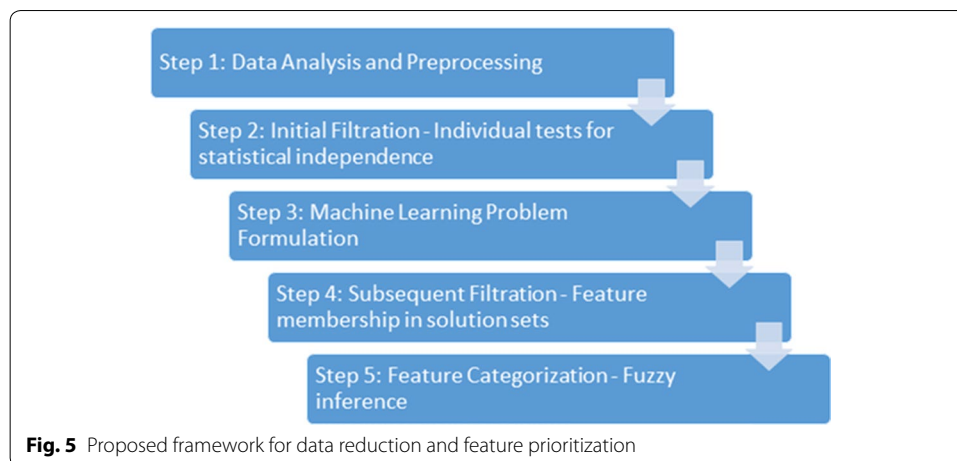 Step 1: Data Analysis and Preprocessing
Step 2: Initial Filtration - Individual tests for
statistical independence
Step 3: Machine Learning Problem
Formulation
Step 4: Subsequent Filtration - Feature
membership in solution sets
Step 5: Feature Categorization - Fuzzy
inference
Fig. 5 Proposed framework for data reduction and feature prioritization